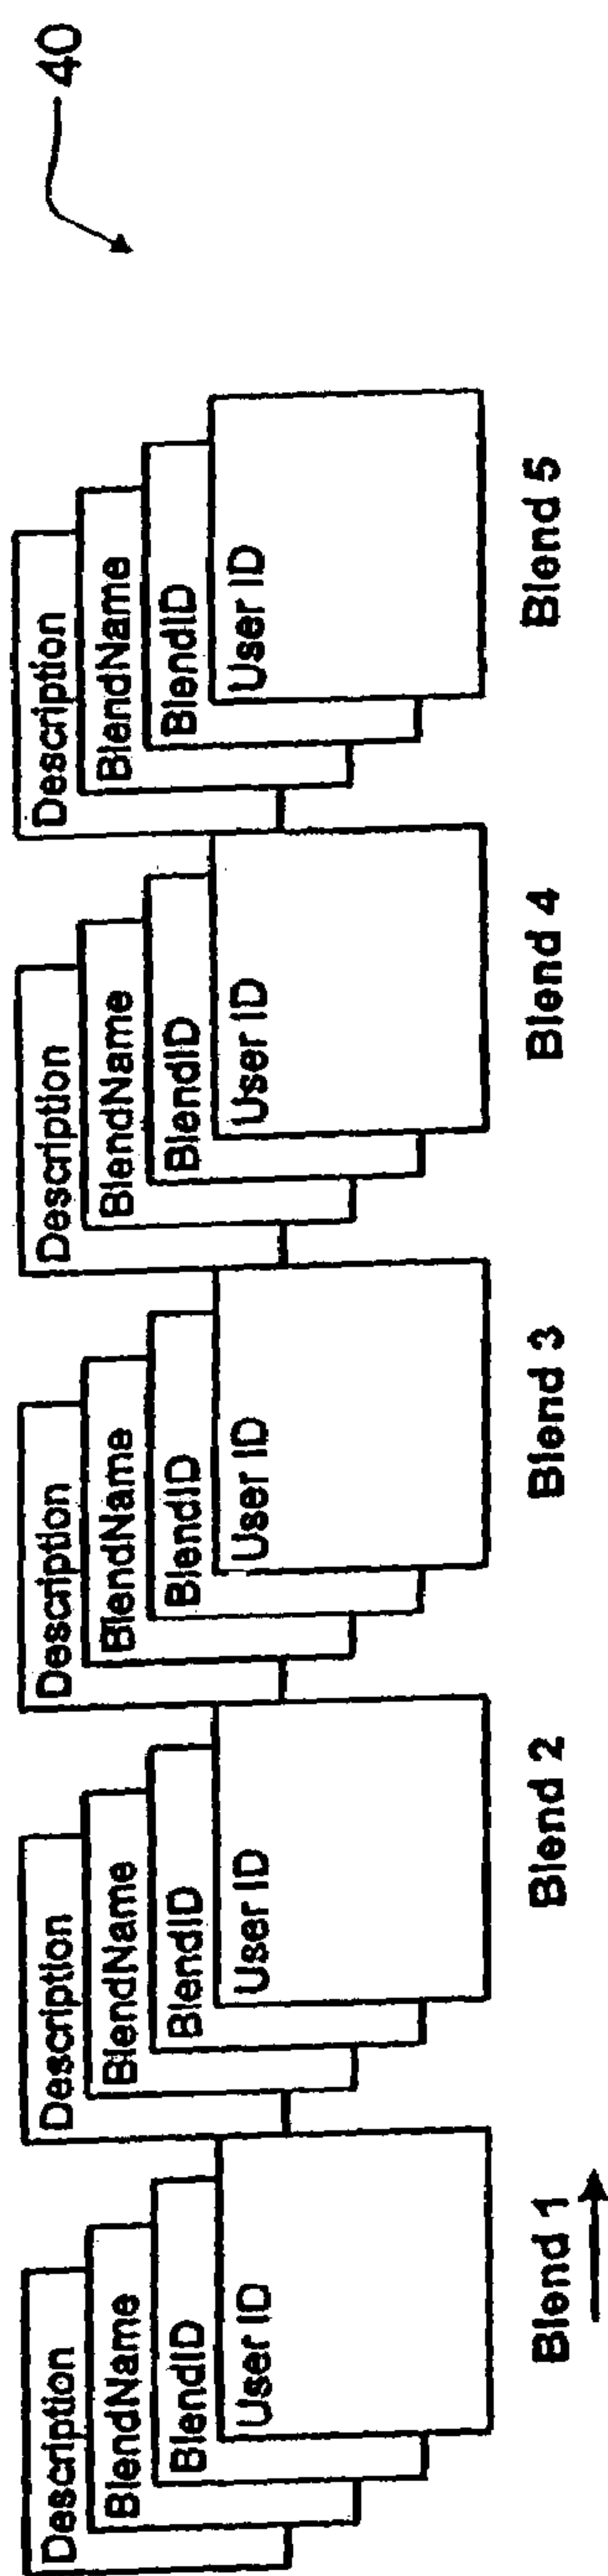 40
Description
BlendName
BlendID
User ID
Blend 1
Description
BlendName
BlendID
User ID
Blend 2
Description
BlendName
BlendID
User ID
Blend 3
Description
BlendName
BlendID
User ID
Blend 4
Description
BlendName
BlendID
User ID
Blend 5